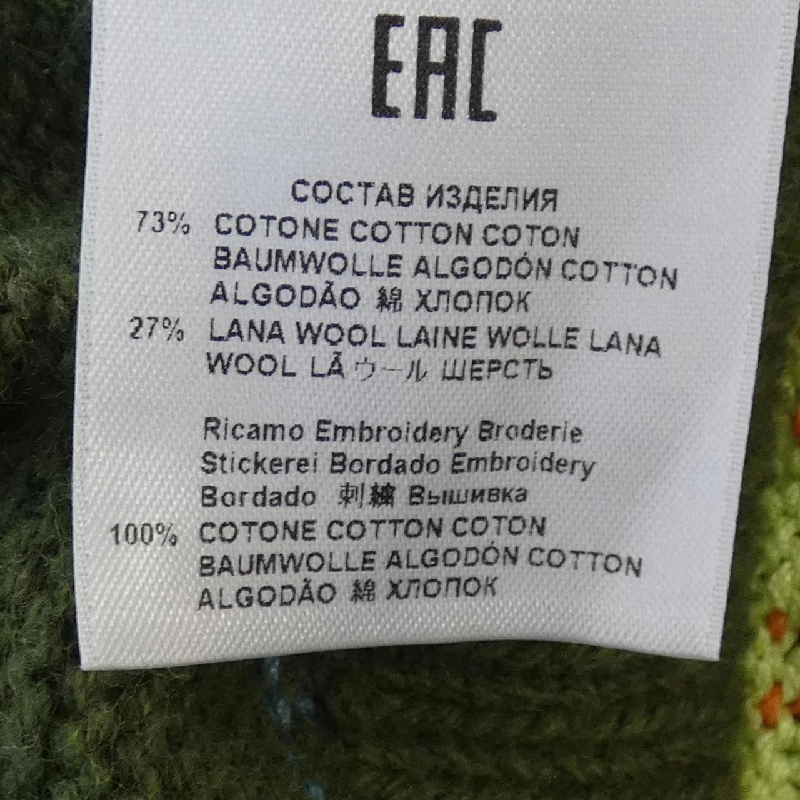 EAC
СОСТАВ ИЗДЕЛИЯ
73% COTONE COTTON COTON
BAUMWOLLE ALGODÓN COTTON
ALGODÃO 綿 ХЛОПОК
27% LANA WOOL LAINE WOLLE LANA
WOOL LÃ ウール ШЕРСТЬ
Ricamo Embroidery Broderie
Stickerei Bordado Embroidery
Bordado 刺繍 Вышивка
100% COTONE COTTON COTON
BAUMWOLLE ALGODÓN COTTON
ALGODÃO 綿 ХЛОПОК